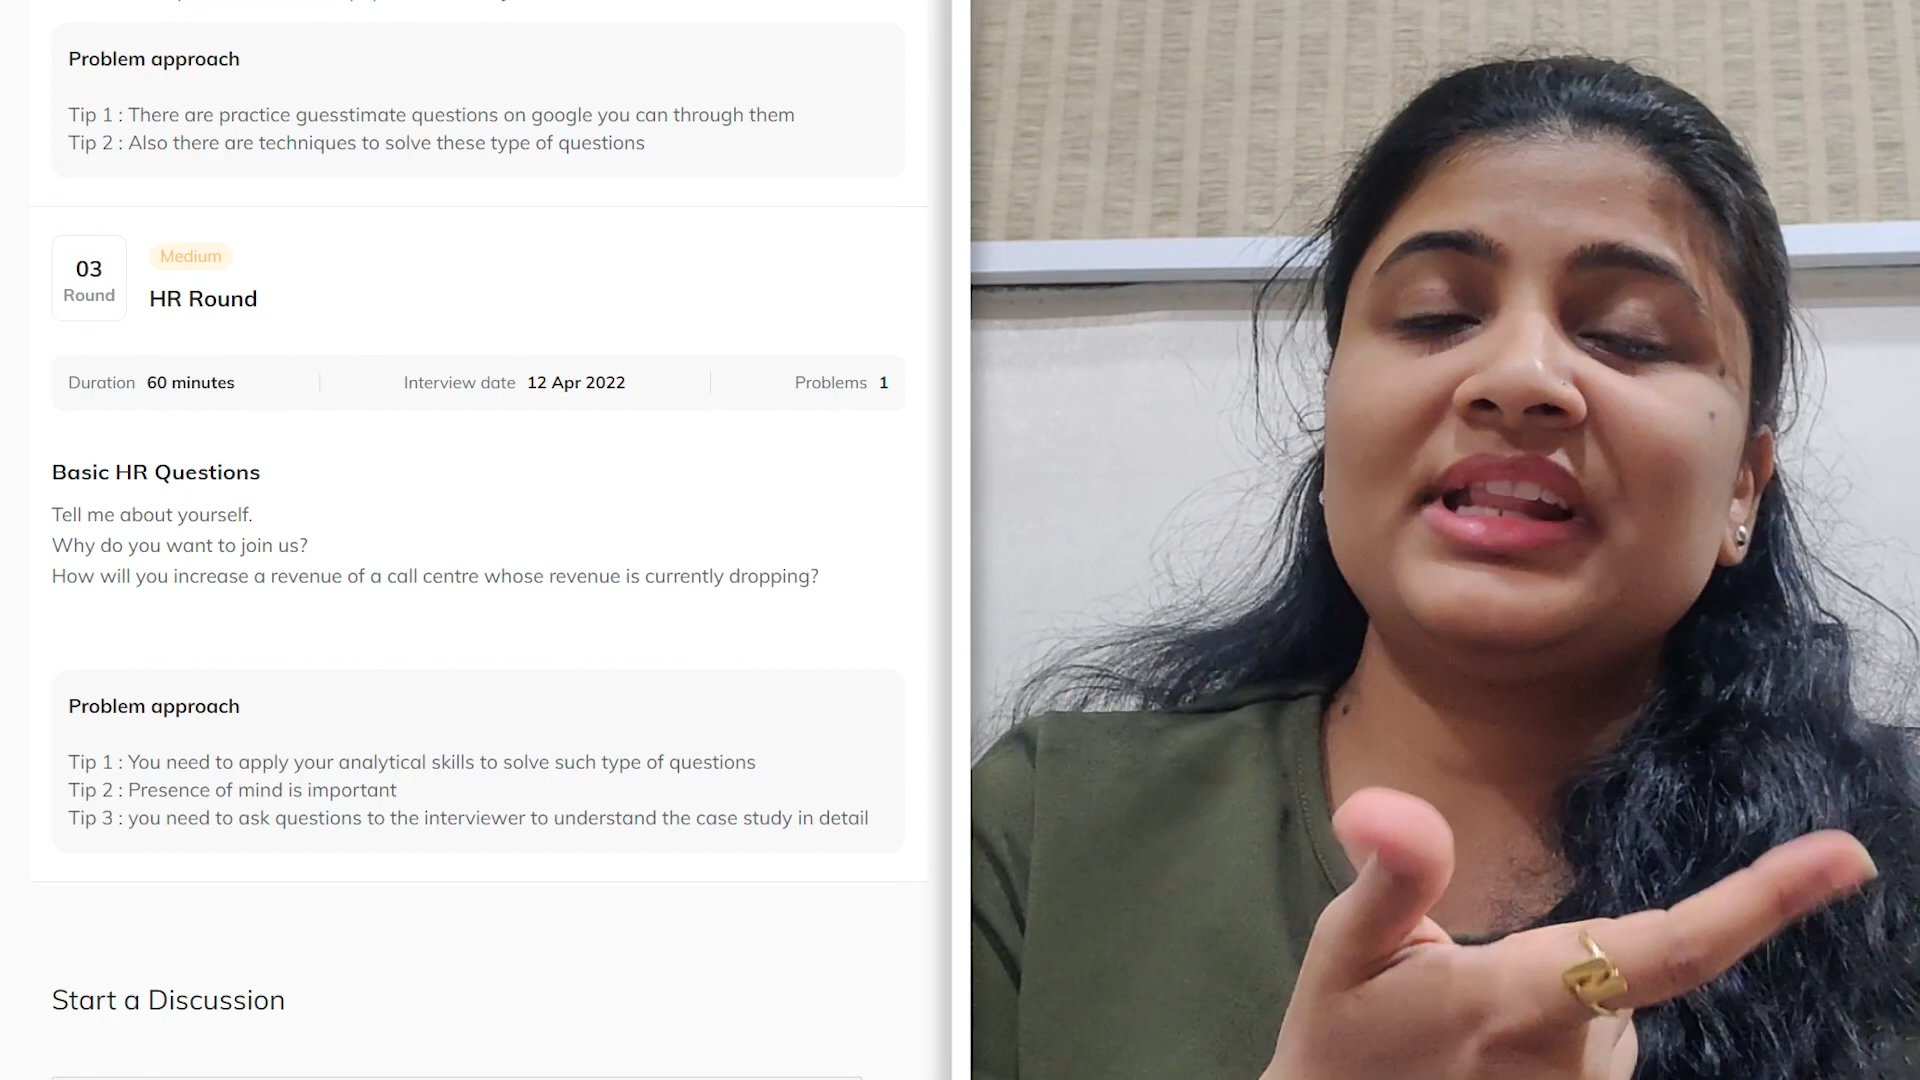 Problem approach
Tip 1 : There are practice guesstimate questions on google you can through them
Tip 2 : Also there are techniques to solve these type of questions
03
Round
Medium
HR Round
Duration 60 minutes
Interview date 12 Apr 2022
Problems 1
Basic HR Questions
Tell me about yourself.
Why do you want to join us?
How will you increase a revenue of a call centre whose revenue is currently dropping?
Problem approach
Tip 1 : You need to apply your analytical skills to solve such type of questions
Tip 2 : Presence of mind is important
Tip 3 : you need to ask questions to the interviewer to understand the case study in detail
Start a Discussion